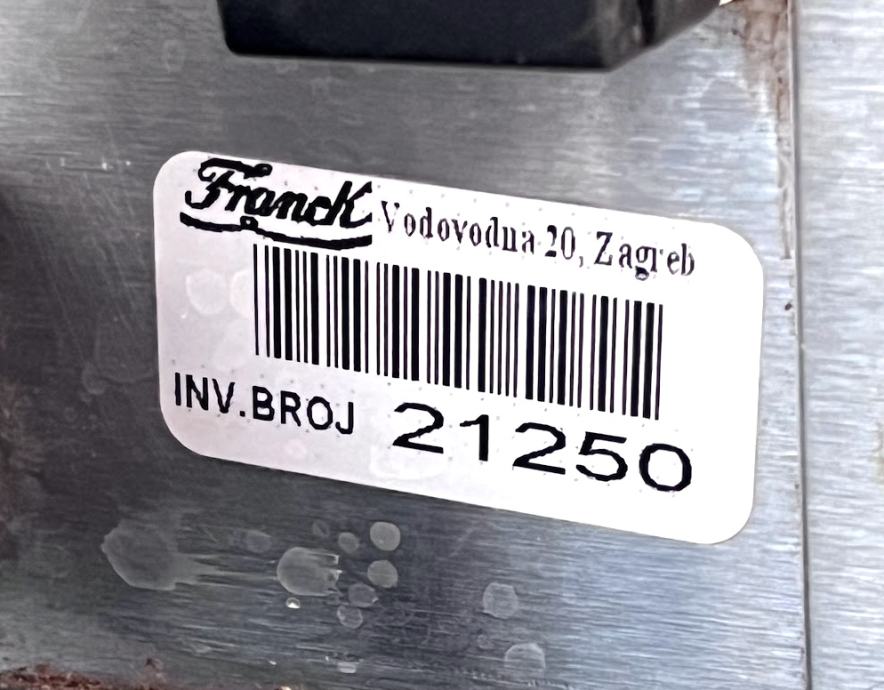 Franck Vodovodna 20, Zagreb
INV.BROJ 21250